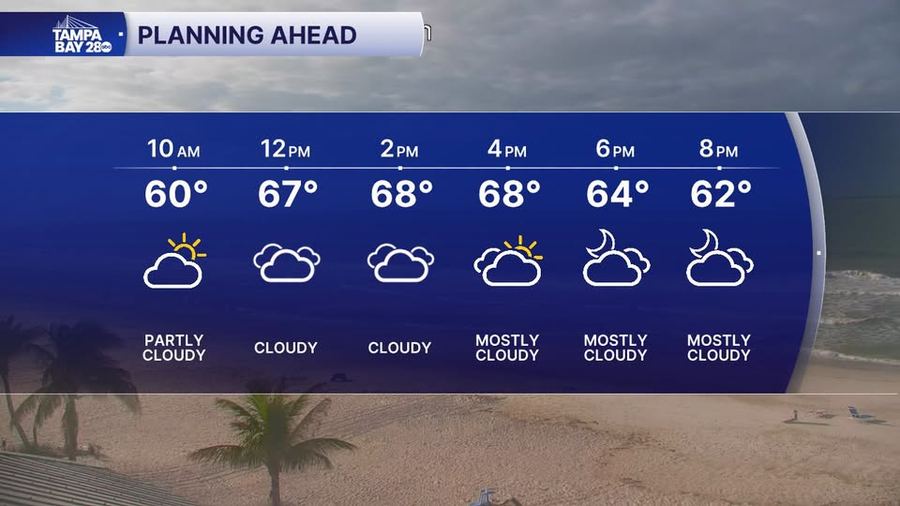 TAMPA
BAY 28 abc
PLANNING AHEAD
10 AM 12 PM 2 PM 4 PM 6 PM 8 PM
60° 67° 68° 68° 64° 62°
PARTLY CLOUDY CLOUDY CLOUDY MOSTLY CLOUDY MOSTLY CLOUDY MOSTLY CLOUDY